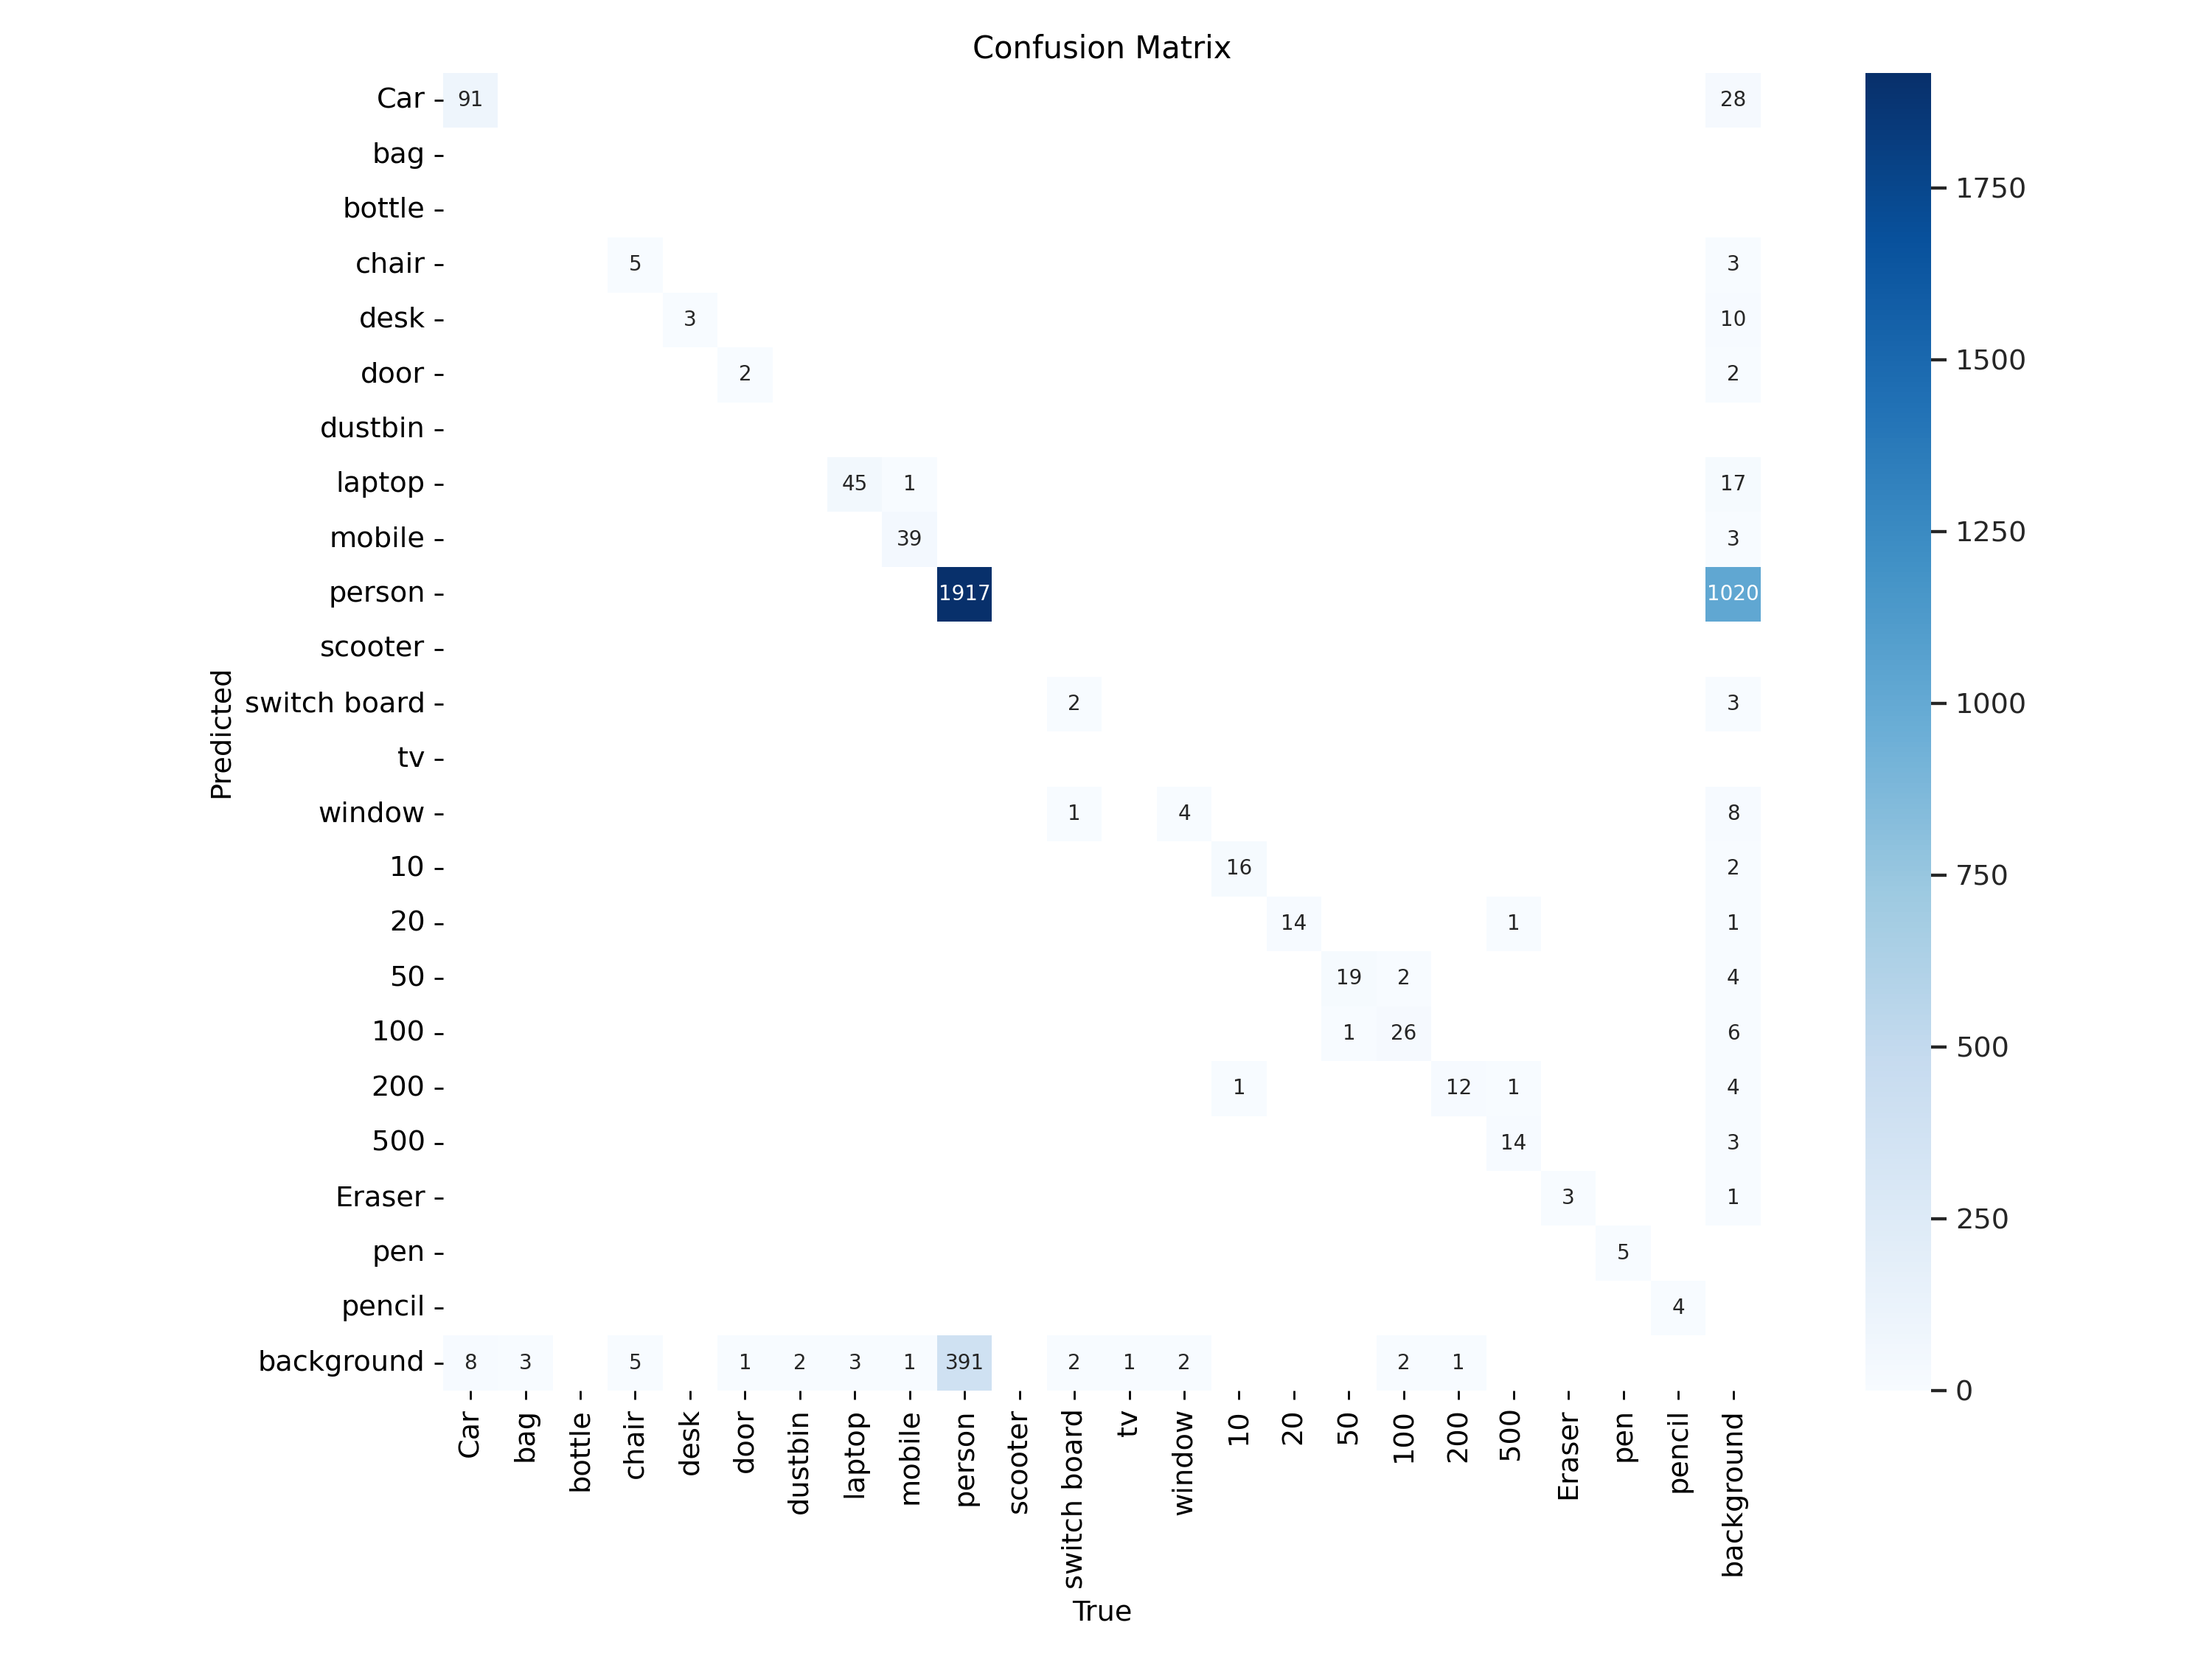 Confusion Matrix
Predicted
Car 91 28
bag
bottle
chair 5 3
desk 3 10
door 2 2
dustbin
laptop 45 1 17
mobile 39 3
person 1917 1020
scooter
switch board 2 3
tv
window 1 4 8
10 16 2
20 14 1 1
50 19 2 4
100 1 26 6
200 1 12 1 4
500 14 3
Eraser 3 1
pen 5
pencil 4
background 8 3 5 1 2 3 1 391 2 1 2 2 1
Car bag bottle chair desk door dustbin laptop mobile person scooter switch board tv window 10 20 50 100 200 500 Eraser pen pencil background
True
1750
1500
1250
1000
750
500
250
0